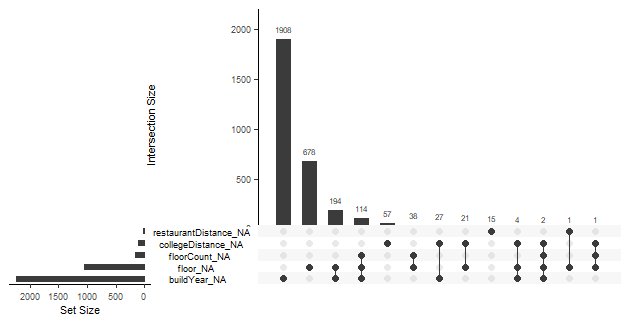 2000
1500
1000
500
Intersection Size
1908
678
194
114
57
38
27
21
15
4
2
1
1
restaurantDistance_NA
collegeDistance_NA
floorCount_NA
floor_NA
buildYear_NA
2000 1500 1000 500 0
Set Size